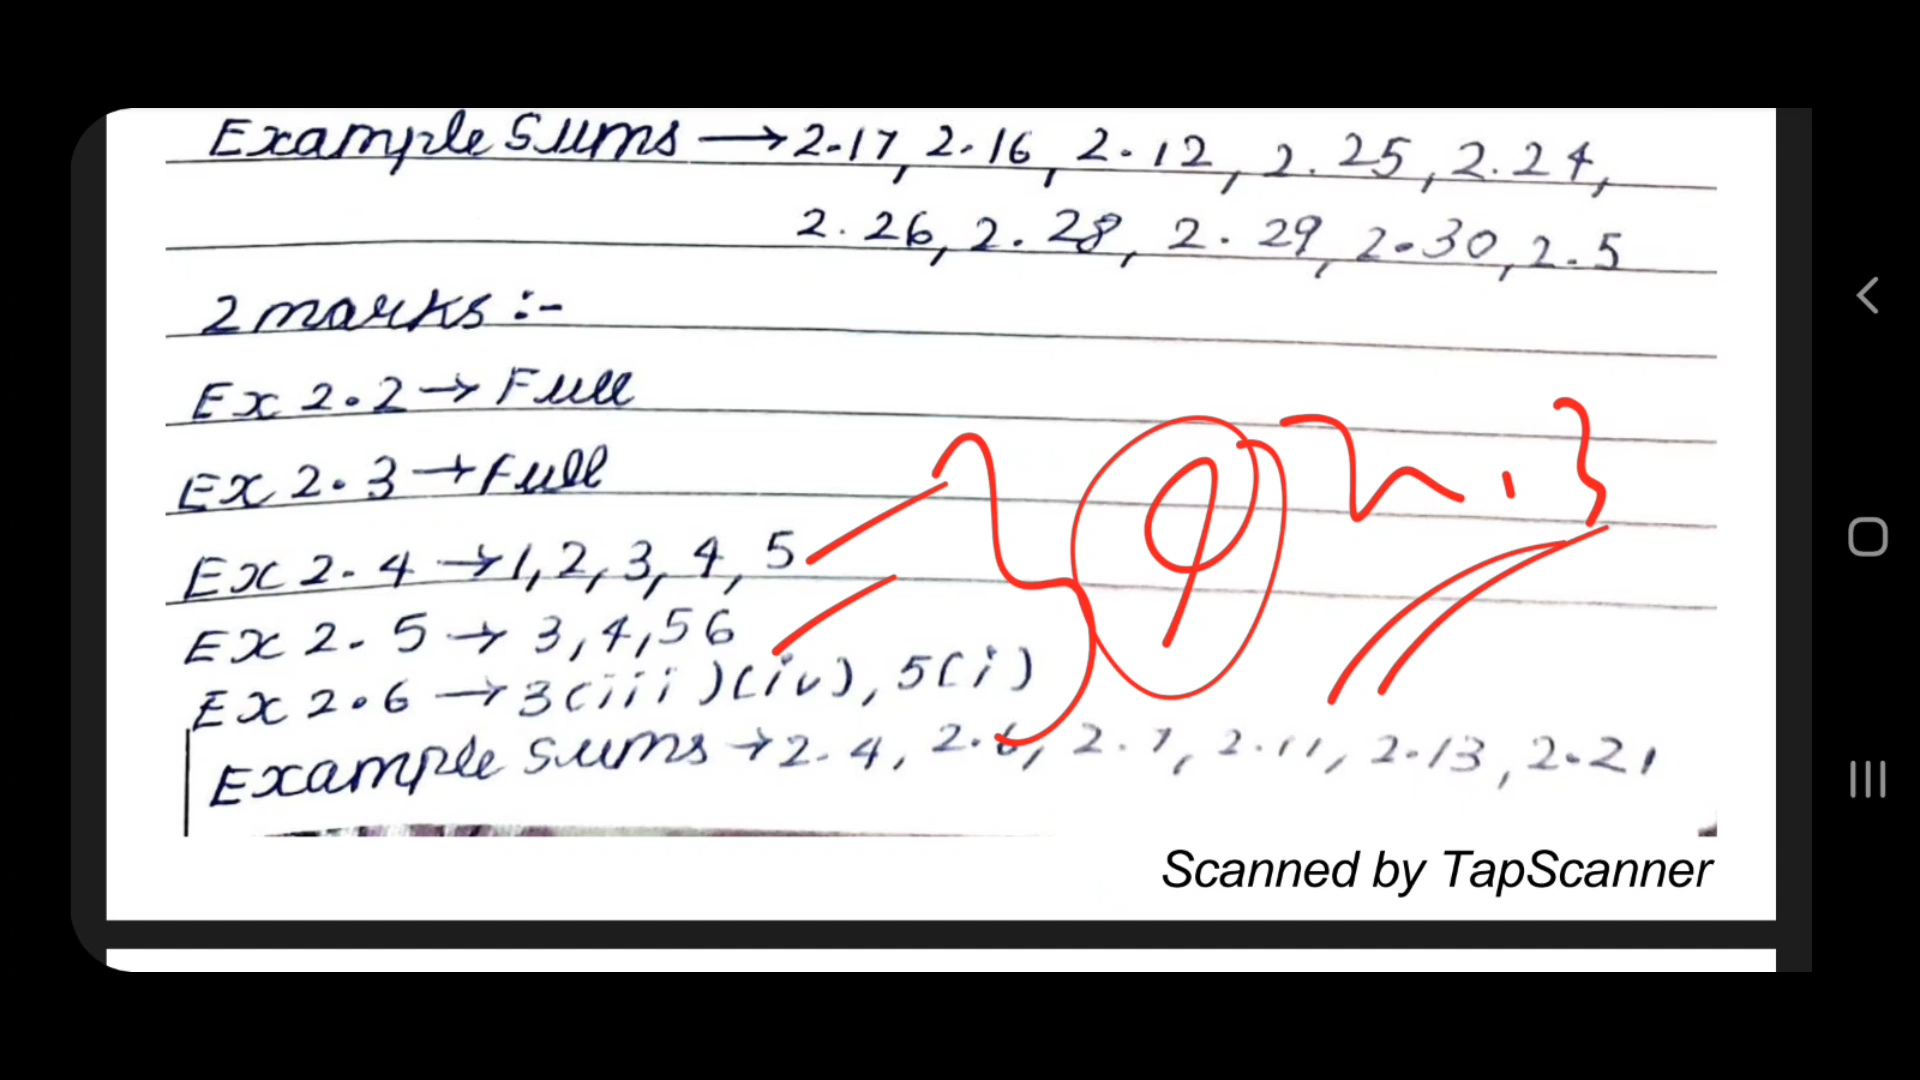 Example Sums → 2.17, 2.16, 2.12, 2.25, 2.24,
2.26, 2.28, 2.29, 2.30, 2.5
2 marks :-
Ex 2.2 → Full
Ex 2.3 → Full
Ex 2.4 → 1, 2, 3, 4, 5
Ex 2.5 → 3, 4, 5 6
Ex 2.6 → 3(iii)(iv), 5(i)
Example Sums → 2.4, 2.6, 2.7, 2.11, 2.13, 2.21
Scanned by TapScanner